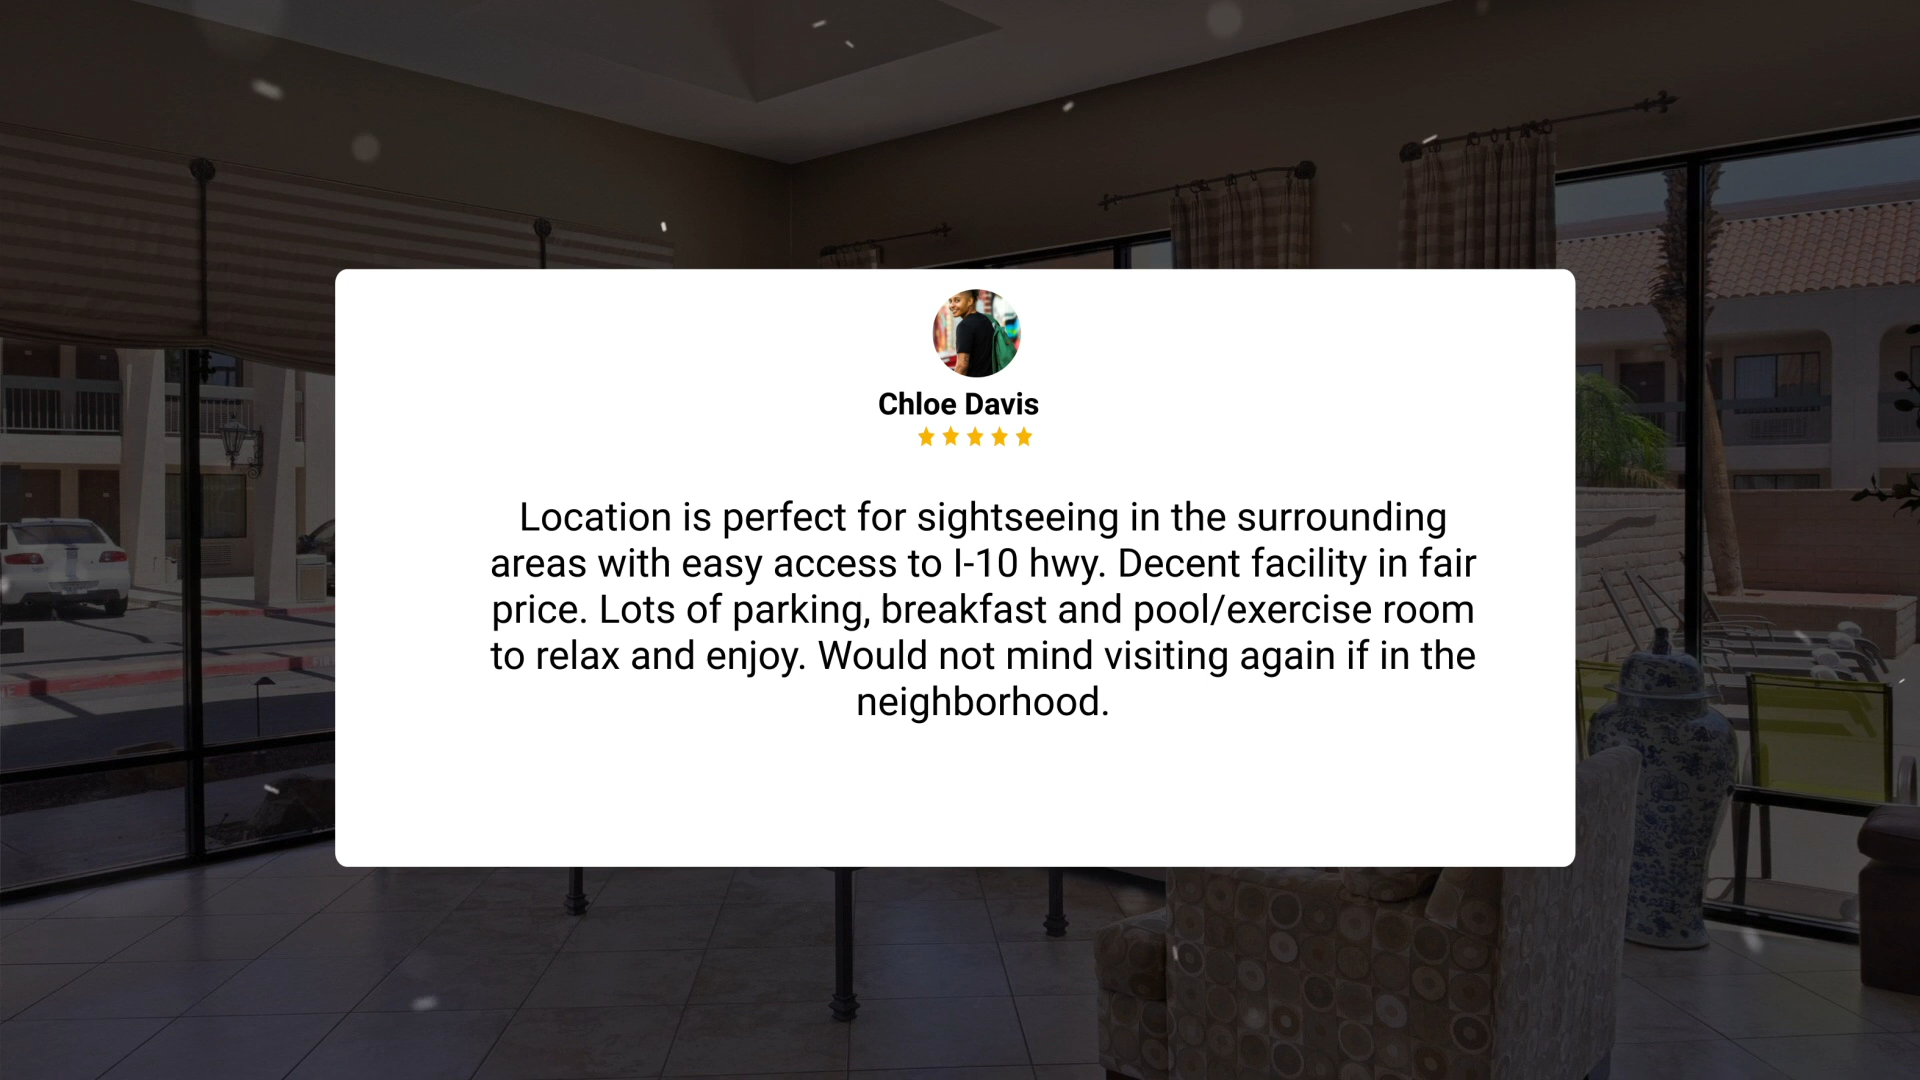 Chloe Davis
Location is perfect for sightseeing in the surrounding
areas with easy access to I-10 hwy. Decent facility in fair
price. Lots of parking, breakfast and pool/exercise room
to relax and enjoy. Would not mind visiting again if in the
neighborhood.